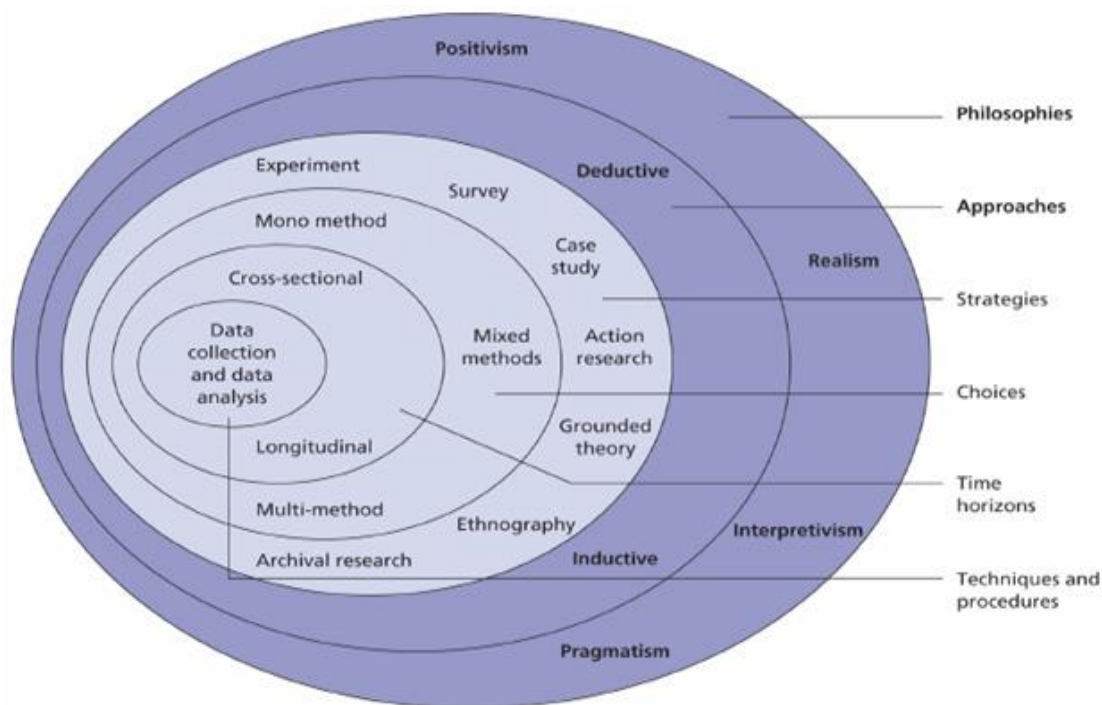 Positivism
Philosophies
Experiment
Deductive
Survey
Approaches
Mono method
Case
study
Realism
Cross-sectional
Strategies
Data
collection
and data
analysis
Mixed
methods
Action
research
Choices
Grounded
theory
Longitudinal
Time
horizons
Multi-method
Ethnography
Interpretivism
Archival research
Inductive
Techniques and
procedures
Pragmatism